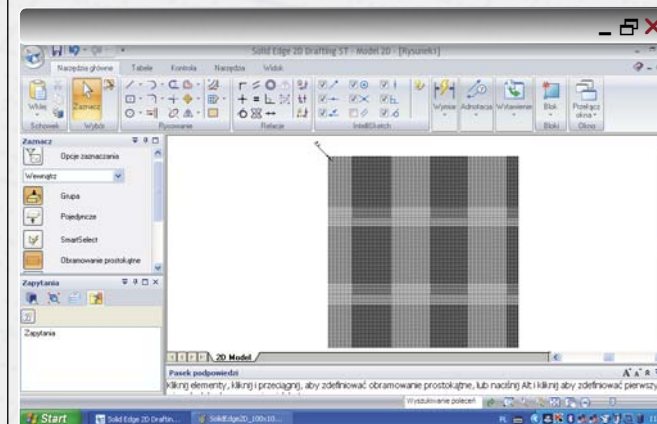 Solid Edge 2D Drafting ST - Model 2D - [Rysunek1]
Narzędzia główne Tabele Kontrola Narzędzia Widok
Wklej
Zaznacz
Wymiar Adnotacja Wstawienie Blok Przełącz okna
Schowek Wybór Rysowanie Relacje IntelliSketch Bloki Okno
Zaznacz
Opcje zaznaczania
Wewnątrz
Grupa
Pojedyncze
SmartSelect
Obramowanie prostokątne
Zapytania
Zapytania
2D Model
Pasek podpowiedzi
Kliknij elementy, kliknij i przeciągnij, aby zdefiniować obramowanie prostokątne, lub naciśnij Alt i kliknij aby zdefiniować pierwszy
Wyszukiwanie poleceń
Start Solid Edge 2D Draftin... SolidEdge2D_100x10... PL